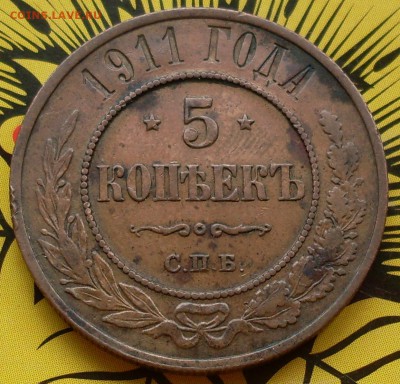 COINS.LAVE.RU
1911 ГОДА
5
КОПѢЕКЪ
С.П.Б.